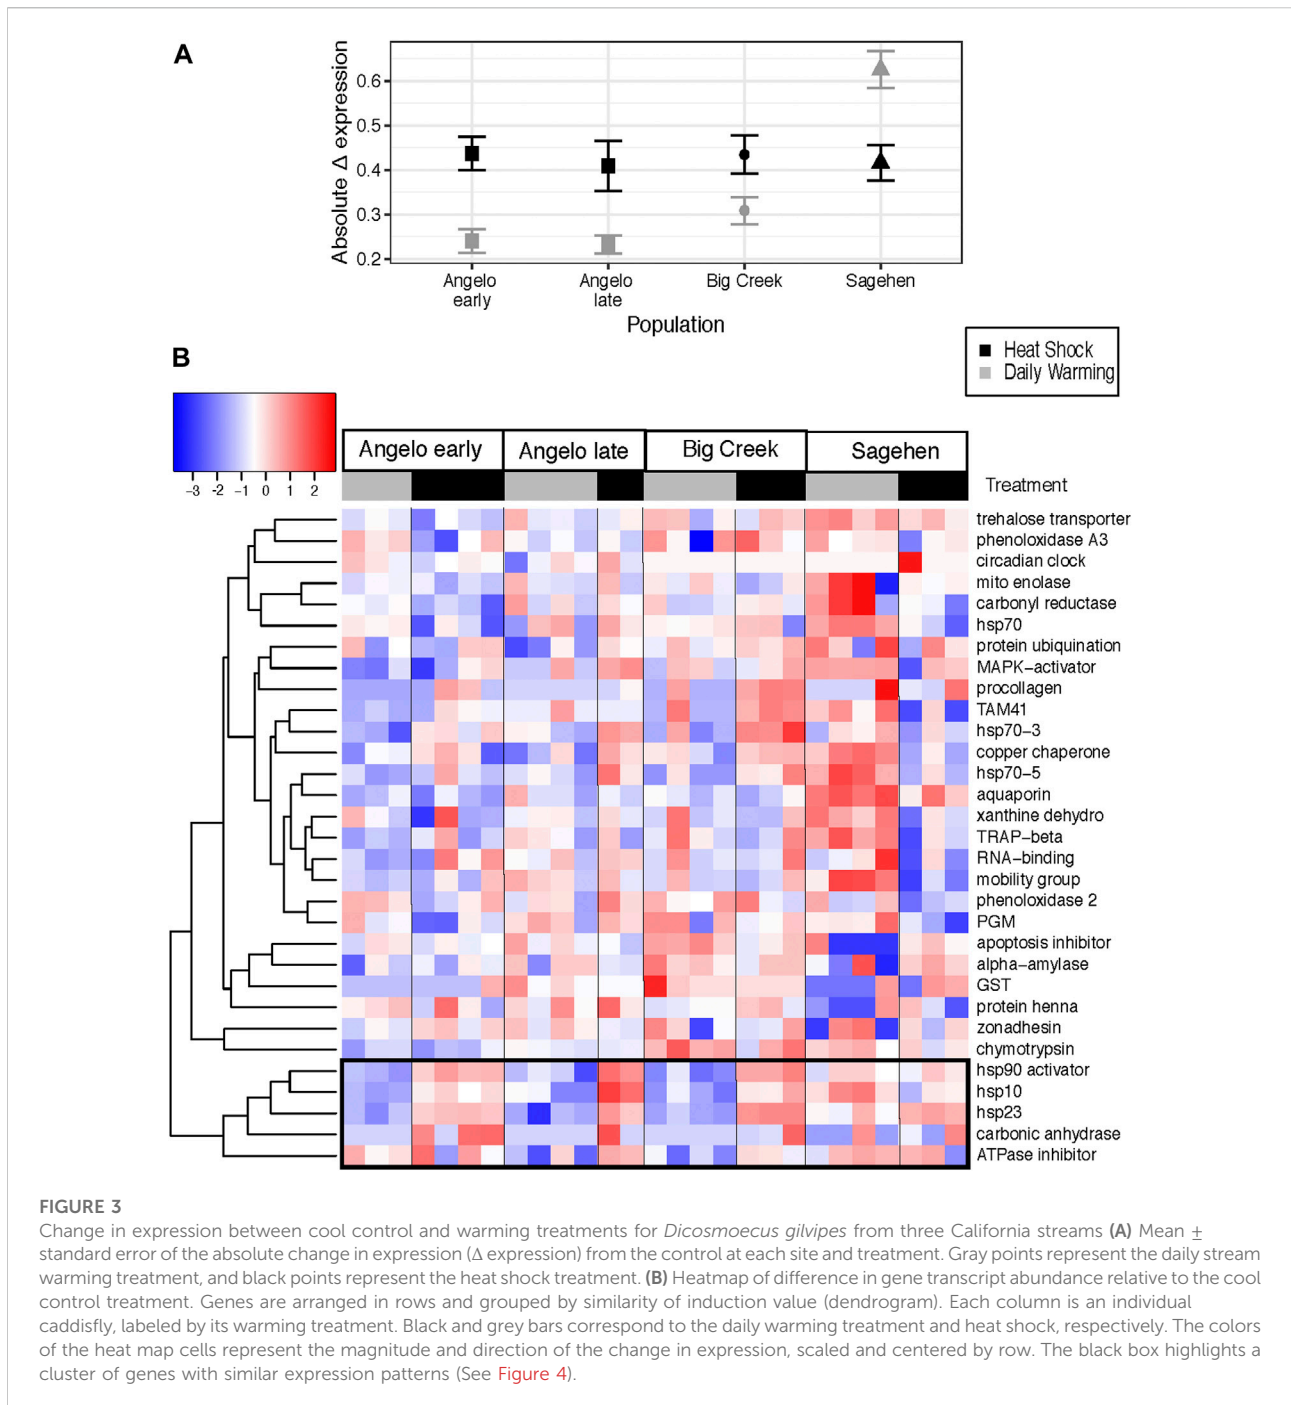 A
Absolute Δ expression
0.6
0.5
0.4
0.3
0.2
Angelo early
Angelo late
Big Creek
Sagehen
Population
Heat Shock
Daily Warming
B
-3 -2 -1 0 1 2
Angelo early
Angelo late
Big Creek
Sagehen
Treatment
trehalose transporter
phenoloxidase A3
circadian clock
mito enolase
carbonyl reductase
hsp70
protein ubiquination
MAPK-activator
procollagen
TAM41
hsp70-3
copper chaperone
hsp70-5
aquaporin
xanthine dehydro
TRAP-beta
RNA-binding
mobility group
phenoloxidase 2
PGM
apoptosis inhibitor
alpha-amylase
GST
protein henna
zonadhesin
chymotrypsin
hsp90 activator
hsp10
hsp23
carbonic anhydrase
ATPase inhibitor
FIGURE 3
Change in expression between cool control and warming treatments for Dicosmoecus gilvipes from three California streams (A) Mean ±
standard error of the absolute change in expression (Δ expression) from the control at each site and treatment. Gray points represent the daily stream
warming treatment, and black points represent the heat shock treatment. (B) Heatmap of difference in gene transcript abundance relative to the cool
control treatment. Genes are arranged in rows and grouped by similarity of induction value (dendrogram). Each column is an individual
caddisfly, labeled by its warming treatment. Black and grey bars correspond to the daily warming treatment and heat shock, respectively. The colors
of the heat map cells represent the magnitude and direction of the change in expression, scaled and centered by row. The black box highlights a
cluster of genes with similar expression patterns (See Figure 4).